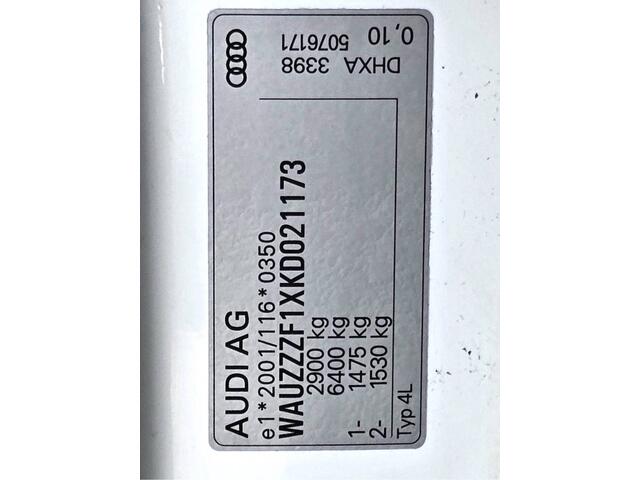 AUDI AG
e1*2001/116*0350
WAUZZZF1XKD021173
2900 kg
6400 kg
1- 1475 kg
2- 1530 kg
Typ 4L
5076171
DHXA 3398
0,10